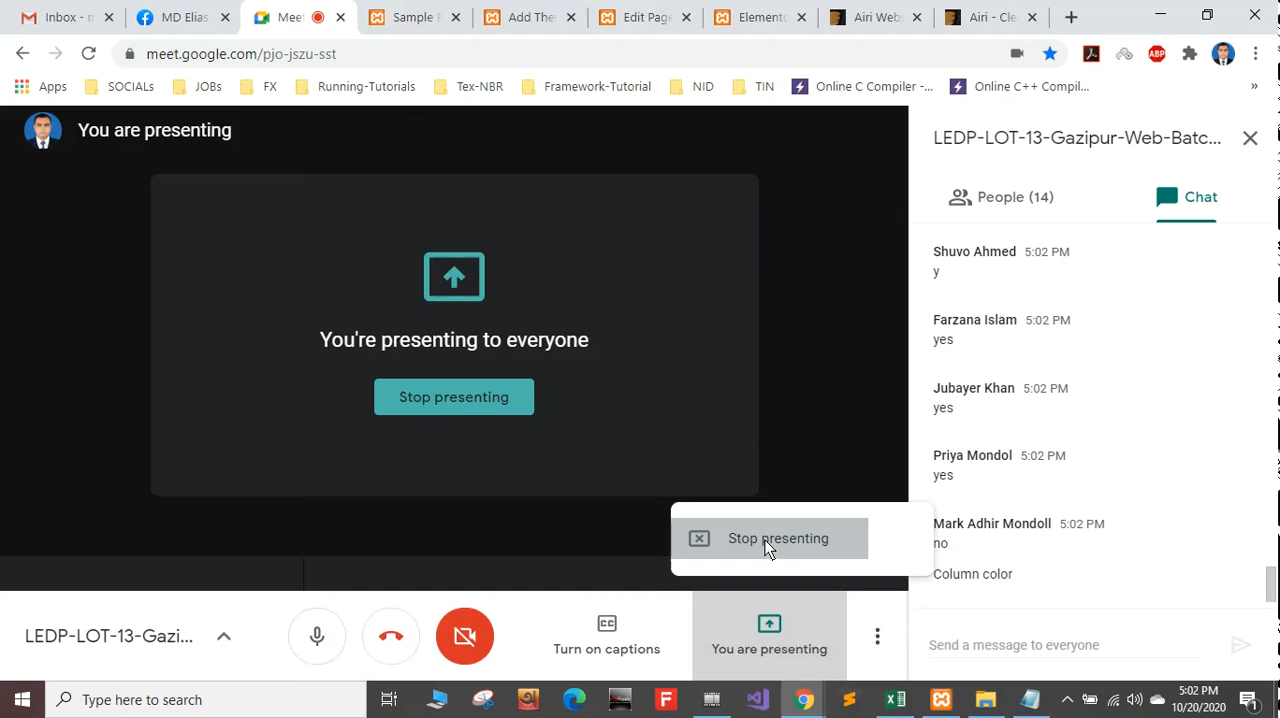 Inbox - m
MD Elias
Meet
Sample P
Add The
Edit Page
Elemento
Airi Webs
Airi - Cle
meet.google.com/pjo-jszu-sst
ABP
Apps
SOCIALs
JOBs
FX
Running-Tutorials
Tex-NBR
Framework-Tutorial
NID
TIN
Online C Compiler -...
Online C++ Compil...
»
You are presenting
You're presenting to everyone
Stop presenting
LEDP-LOT-13-Gazipur-Web-Batc...
People (14)
Chat
Shuvo Ahmed 5:02 PM
y
Farzana Islam 5:02 PM
yes
Jubayer Khan 5:02 PM
yes
Priya Mondol 5:02 PM
yes
Mark Adhir Mondoll 5:02 PM
no
Column color
Stop presenting
Send a message to everyone
LEDP-LOT-13-Gazi...
Turn on captions
You are presenting
Type here to search
5:02 PM
10/20/2020
1